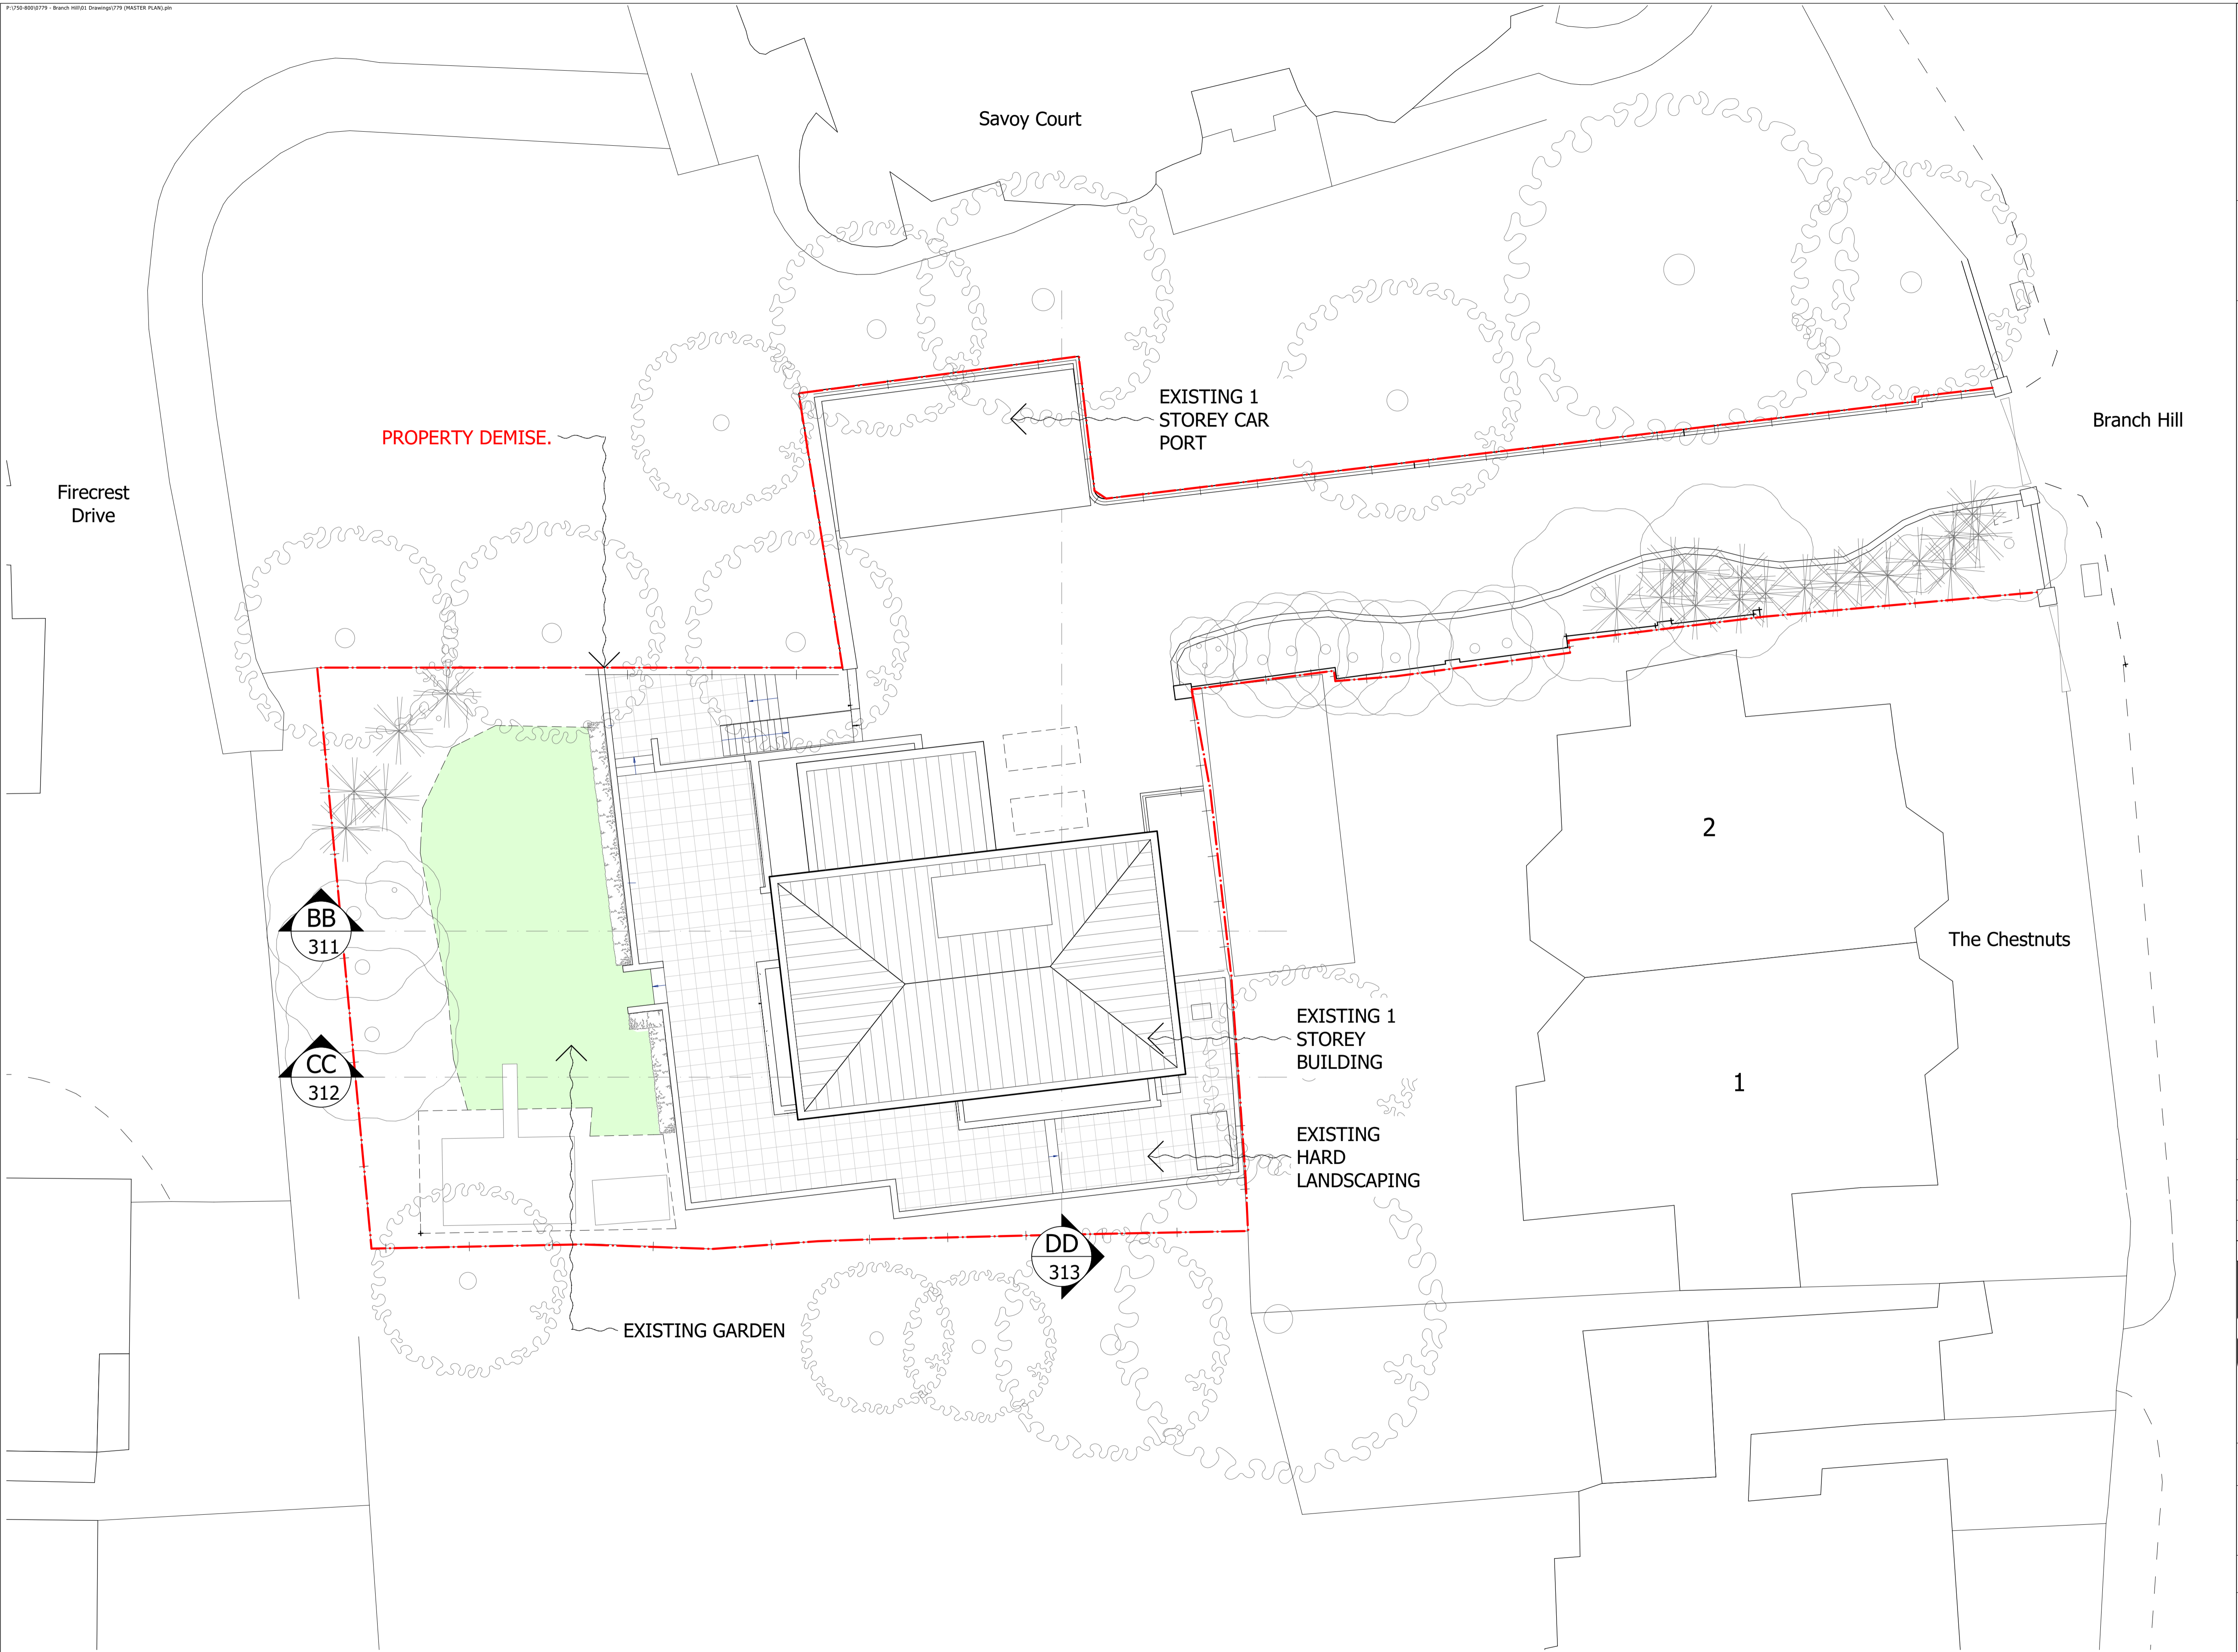 P:\750-800\0779 - Branch Hill\01 Drawings\779 (MASTER PLAN).pln
Savoy Court
EXISTING 1
STOREY CAR
PORT
Branch Hill
PROPERTY DEMISE.
Firecrest
Drive
2
BB
311
The Chestnuts
EXISTING 1
STOREY
BUILDING
CC
312
1
EXISTING
HARD
LANDSCAPING
DD
313
EXISTING GARDEN